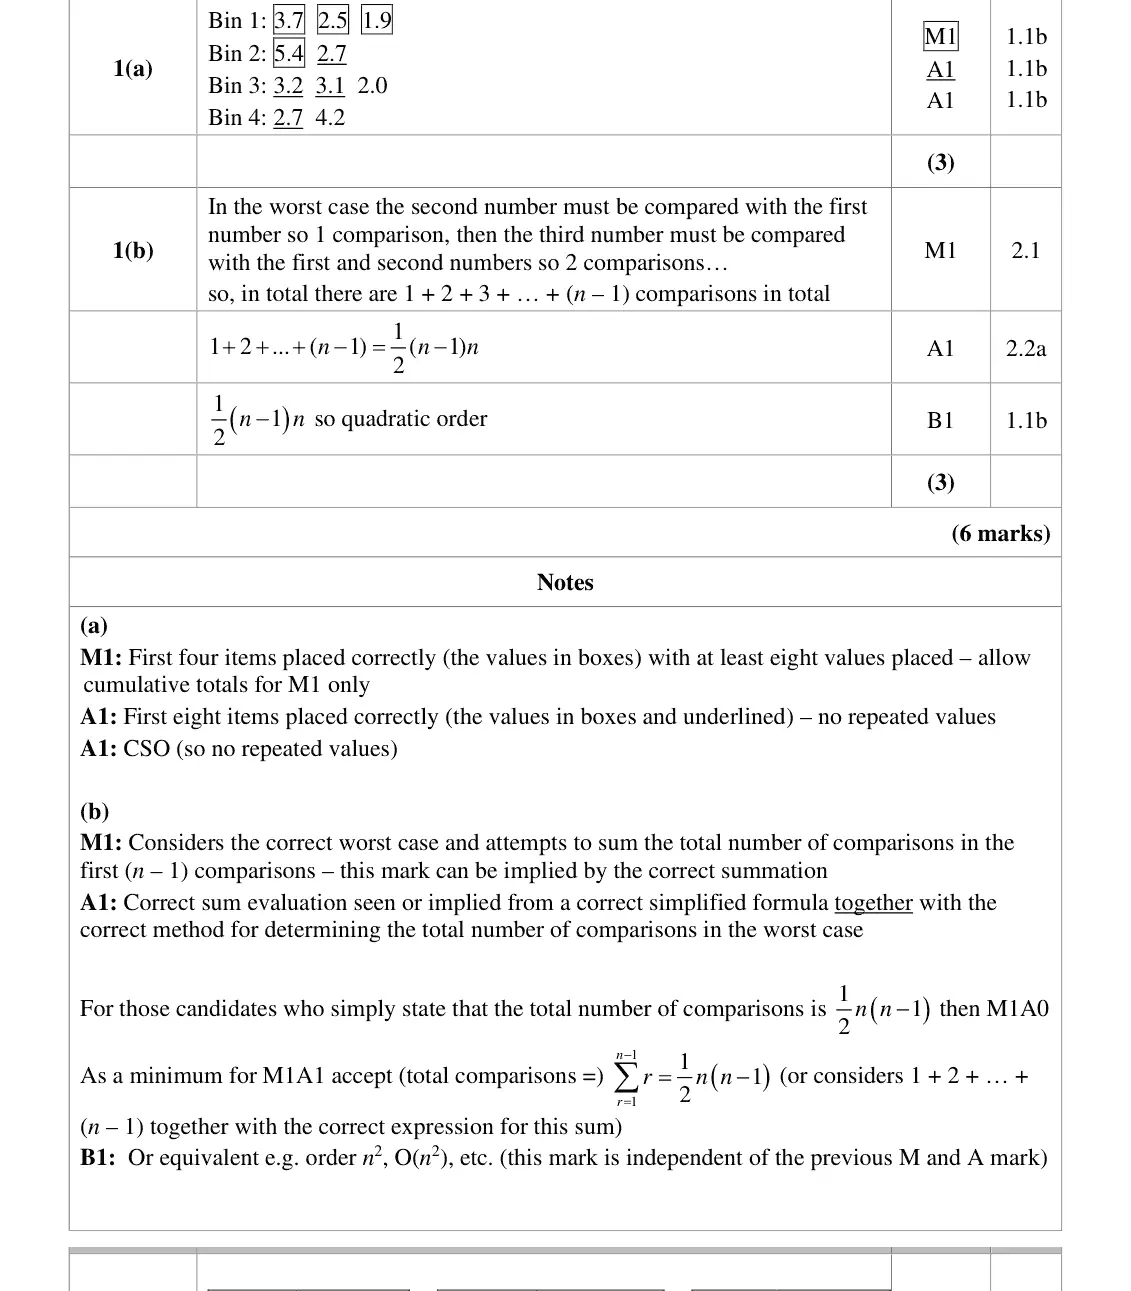 1(a)
Bin 1: 3.7 2.5 1.9
Bin 2: 5.4 2.7
Bin 3: 3.2 3.1 2.0
Bin 4: 2.7 4.2
M1 1.1b
A1 1.1b
A1 1.1b
(3)
1(b)
In the worst case the second number must be compared with the first
number so 1 comparison, then the third number must be compared
with the first and second numbers so 2 comparisons…
so, in total there are 1 + 2 + 3 + … + (n – 1) comparisons in total
M1 2.1
1+2+...+(n−1) = 1/2 (n−1)n A1 2.2a
1/2 (n−1)n so quadratic order B1 1.1b
(3)
(6 marks)
Notes
(a)
M1: First four items placed correctly (the values in boxes) with at least eight values placed – allow
cumulative totals for M1 only
A1: First eight items placed correctly (the values in boxes and underlined) – no repeated values
A1: CSO (so no repeated values)
(b)
M1: Considers the correct worst case and attempts to sum the total number of comparisons in the
first (n – 1) comparisons – this mark can be implied by the correct summation
A1: Correct sum evaluation seen or implied from a correct simplified formula together with the
correct method for determining the total number of comparisons in the worst case
For those candidates who simply state that the total number of comparisons is 1/2 n(n−1) then M1A0
As a minimum for M1A1 accept (total comparisons =) ∑_{r=1}^{n−1} r = 1/2 n(n−1) (or considers 1 + 2 + … +
(n – 1) together with the correct expression for this sum)
B1: Or equivalent e.g. order n², O(n²), etc. (this mark is independent of the previous M and A mark)